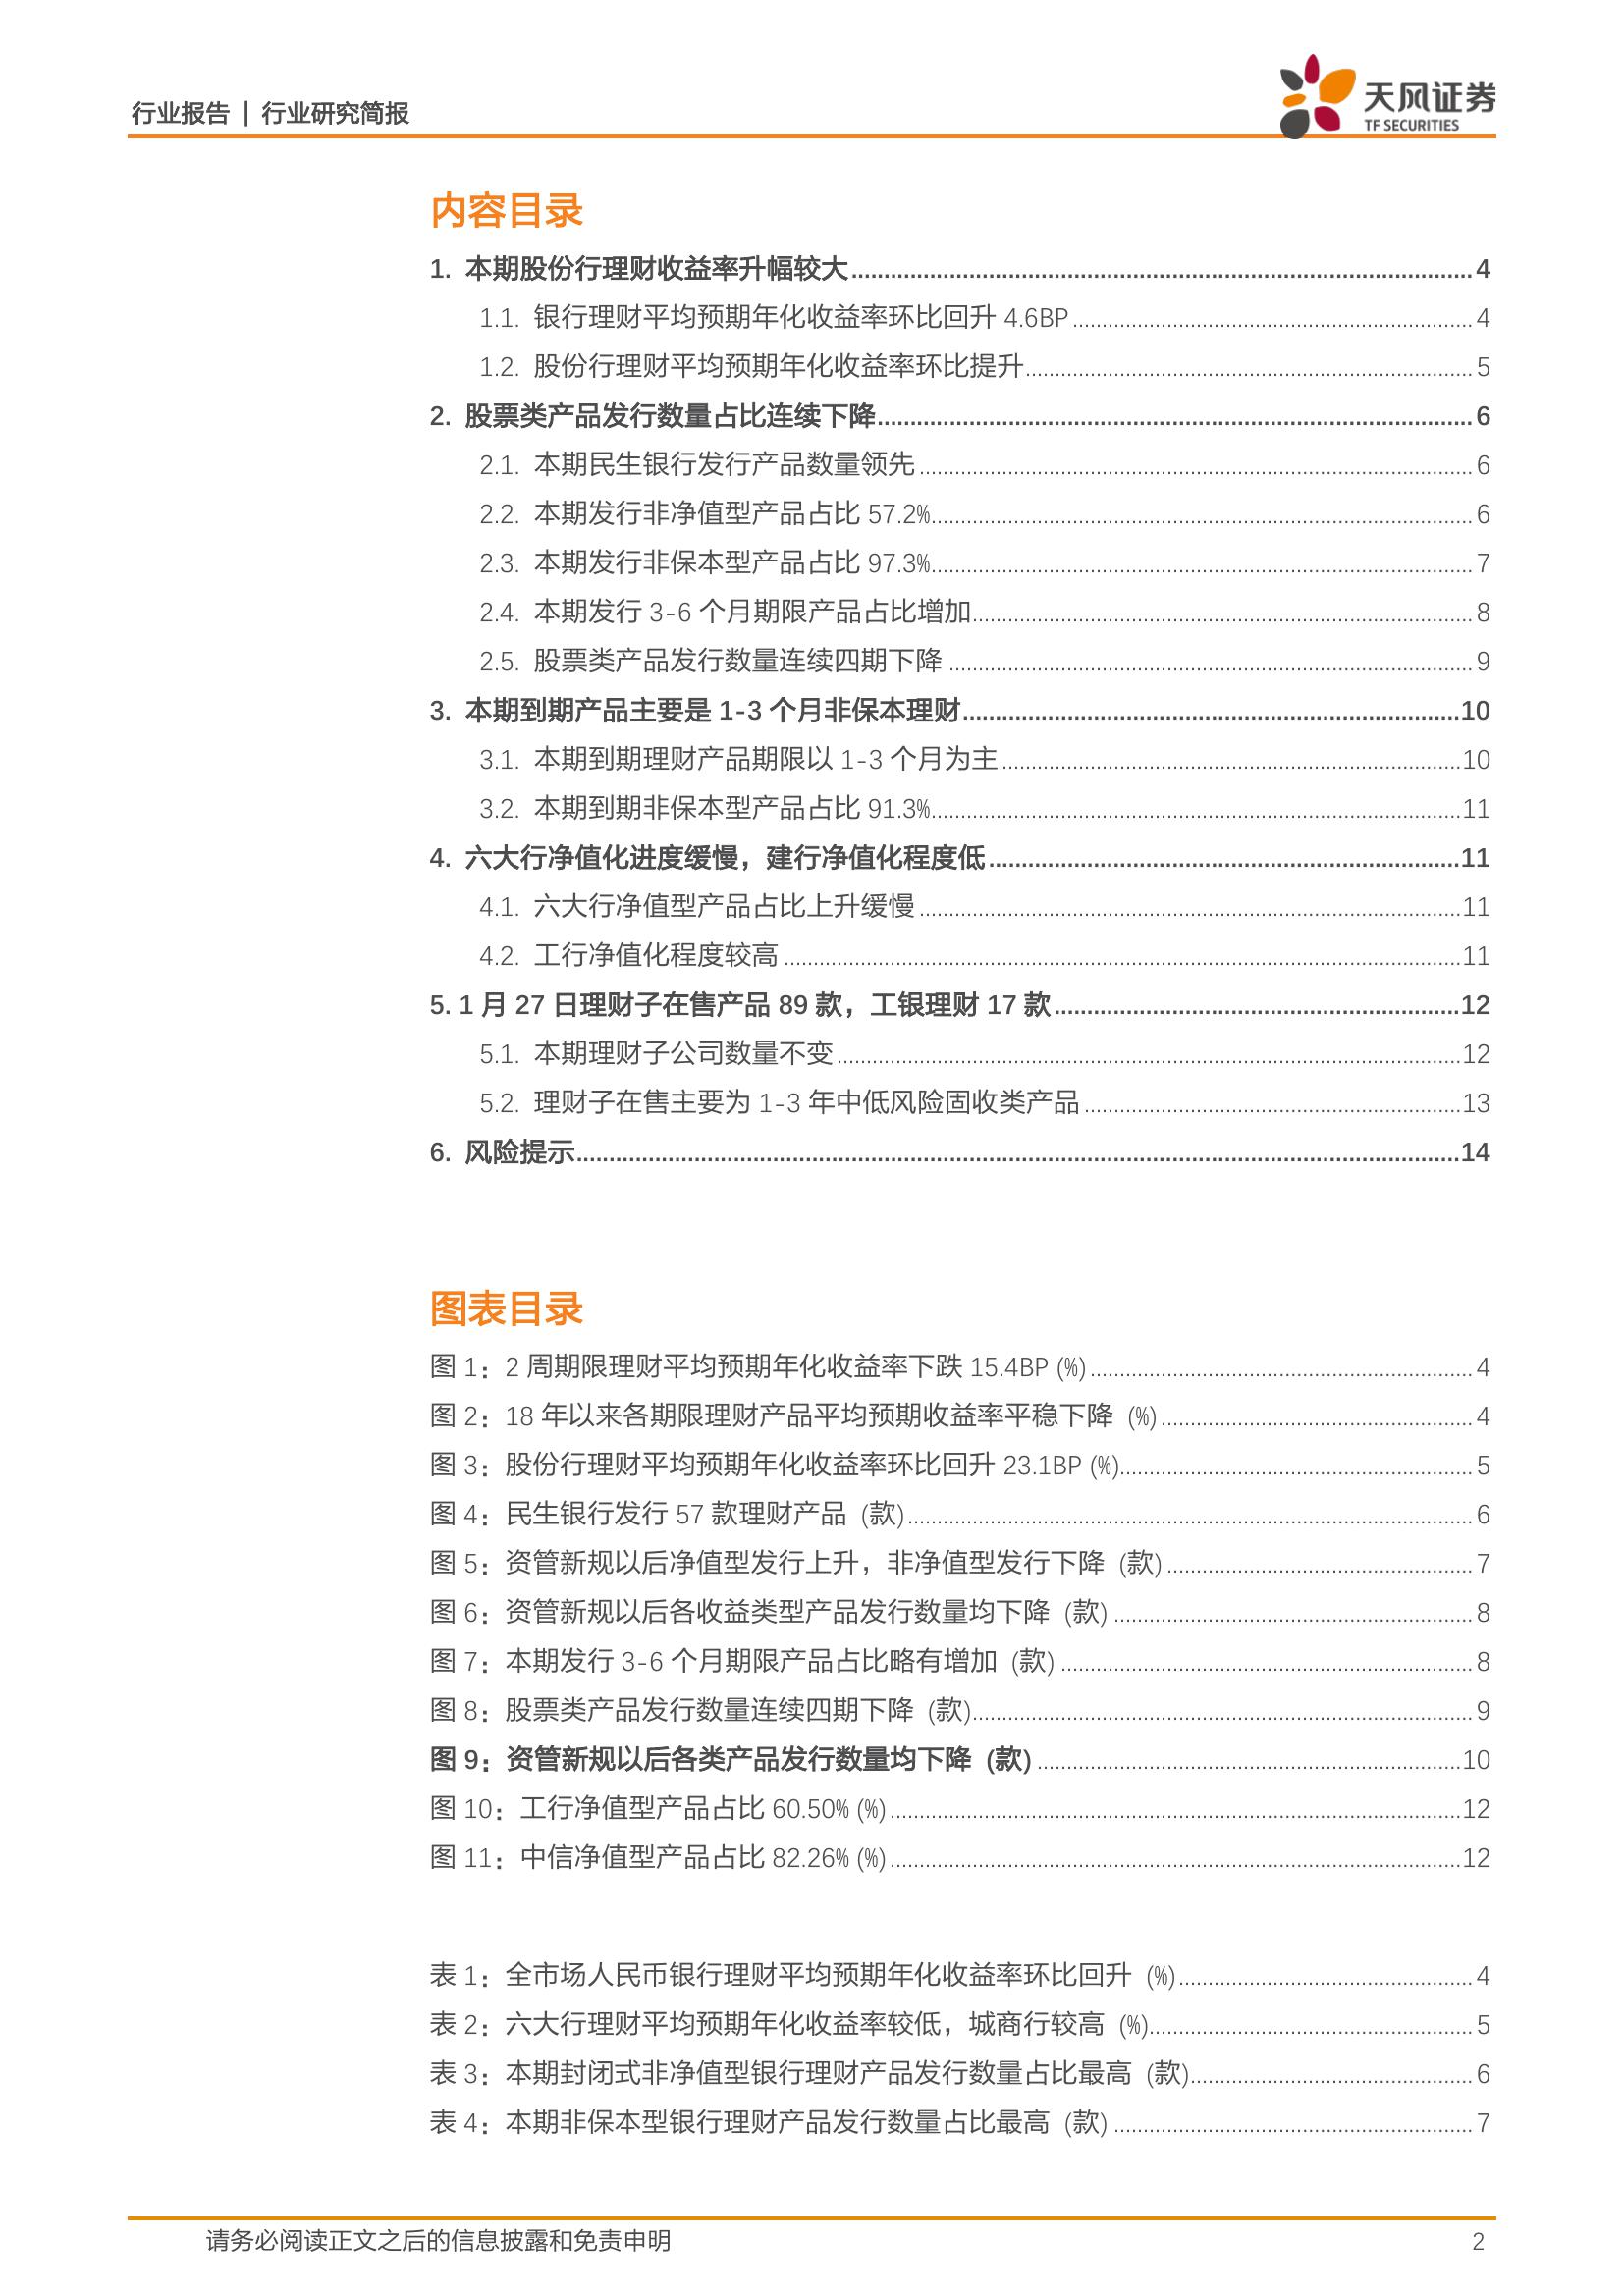 行业报告 | 行业研究简报
天风证券
TF SECURITIES
内容目录
1. 本期股份行理财收益率升幅较大 4
1.1. 银行理财平均预期年化收益率环比回升 4.6BP 4
1.2. 股份行理财平均预期年化收益率环比提升 5
2. 股票类产品发行数量占比连续下降 6
2.1. 本期民生银行发行产品数量领先 6
2.2. 本期发行非净值型产品占比 57.2% 6
2.3. 本期发行非保本型产品占比 97.3% 7
2.4. 本期发行 3-6 个月期限产品占比增加 8
2.5. 股票类产品发行数量连续四期下降 9
3. 本期到期产品主要是 1-3 个月非保本理财 10
3.1. 本期到期理财产品期限以 1-3 个月为主 10
3.2. 本期到期非保本型产品占比 91.3% 11
4. 六大行净值化进度缓慢，建行净值化程度低 11
4.1. 六大行净值型产品占比上升缓慢 11
4.2. 工行净值化程度较高 11
5. 1 月 27 日理财子在售产品 89 款，工银理财 17 款 12
5.1. 本期理财子公司数量不变 12
5.2. 理财子在售主要为 1-3 年中低风险固收类产品 13
6. 风险提示 14
图表目录
图 1：2 周期限理财平均预期年化收益率下跌 15.4BP (%) 4
图 2：18 年以来各期限理财产品平均预期收益率平稳下降 (%) 4
图 3：股份行理财平均预期年化收益率环比回升 23.1BP (%) 5
图 4：民生银行发行 57 款理财产品 (款) 6
图 5：资管新规以后净值型发行上升，非净值型发行下降 (款) 7
图 6：资管新规以后各收益类型产品发行数量均下降 (款) 8
图 7：本期发行 3-6 个月期限产品占比略有增加 (款) 8
图 8：股票类产品发行数量连续四期下降 (款) 9
图 9：资管新规以后各类产品发行数量均下降 (款) 10
图 10：工行净值型产品占比 60.50% (%) 12
图 11：中信净值型产品占比 82.26% (%) 12
表 1：全市场人民币银行理财平均预期年化收益率环比回升 (%) 4
表 2：六大行理财平均预期年化收益率较低，城商行较高 (%) 5
表 3：本期封闭式非净值型银行理财产品发行数量占比最高 (款) 6
表 4：本期非保本型银行理财产品发行数量占比最高 (款) 7
请务必阅读正文之后的信息披露和免责申明 2